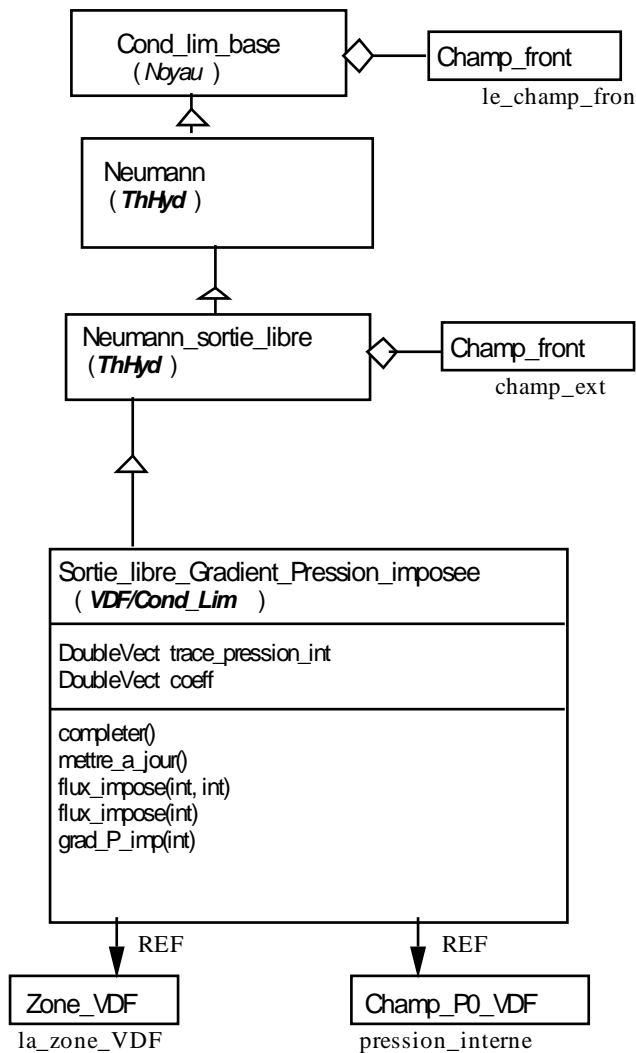 Cond_lim_base
Champ_front
(Noyau )
le_champ_fron
Neumann
( ThHyd )
Neumann_sortie_libre
Champ_front
(ThHyd )
champ_ext
Sortie_libre_Gradient_Pression_imposee
( VDF/Cond_Lim )
DoubleVect trace_pression_int
DoubleVect coeff
completer()
mettre_a_jour()
flux_impose(int, int)
flux_impose(int)
grad_P_imp(int)
REF REF
Zone_VDF Champ_P0_VDF
la_zone_VDF pression_interne